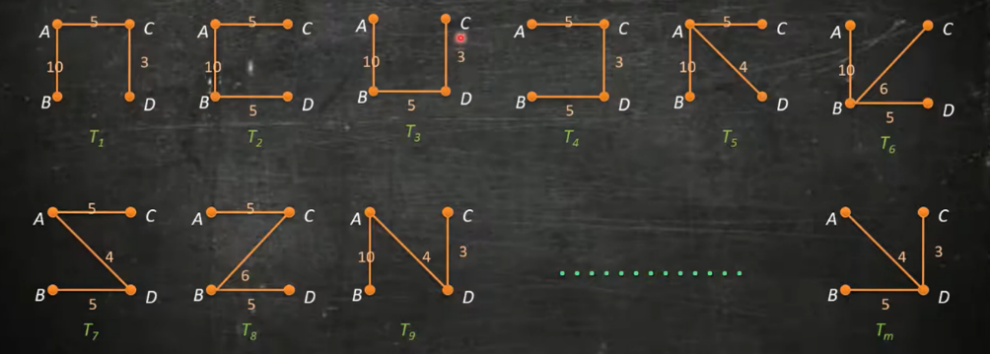 A 5 C A 5 C A C A 5 C A 5 C A C
10 3 10 10 3 3 10 4 10
B D B 5 D B 5 D B 5 D B D B 6 5 D
T1 T2 T3 T4 T5 T6
A 5 C A 5 C A C A C
4 6 10 4 3 4 3
B 5 D B 5 D B D B 5 D
T7 T8 T9 Tm